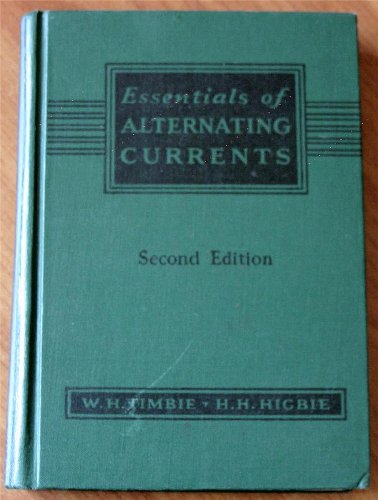 Essentials of
ALTERNATING
CURRENTS
Second Edition
W. H. TIMBIE - H. H. HIGBIE